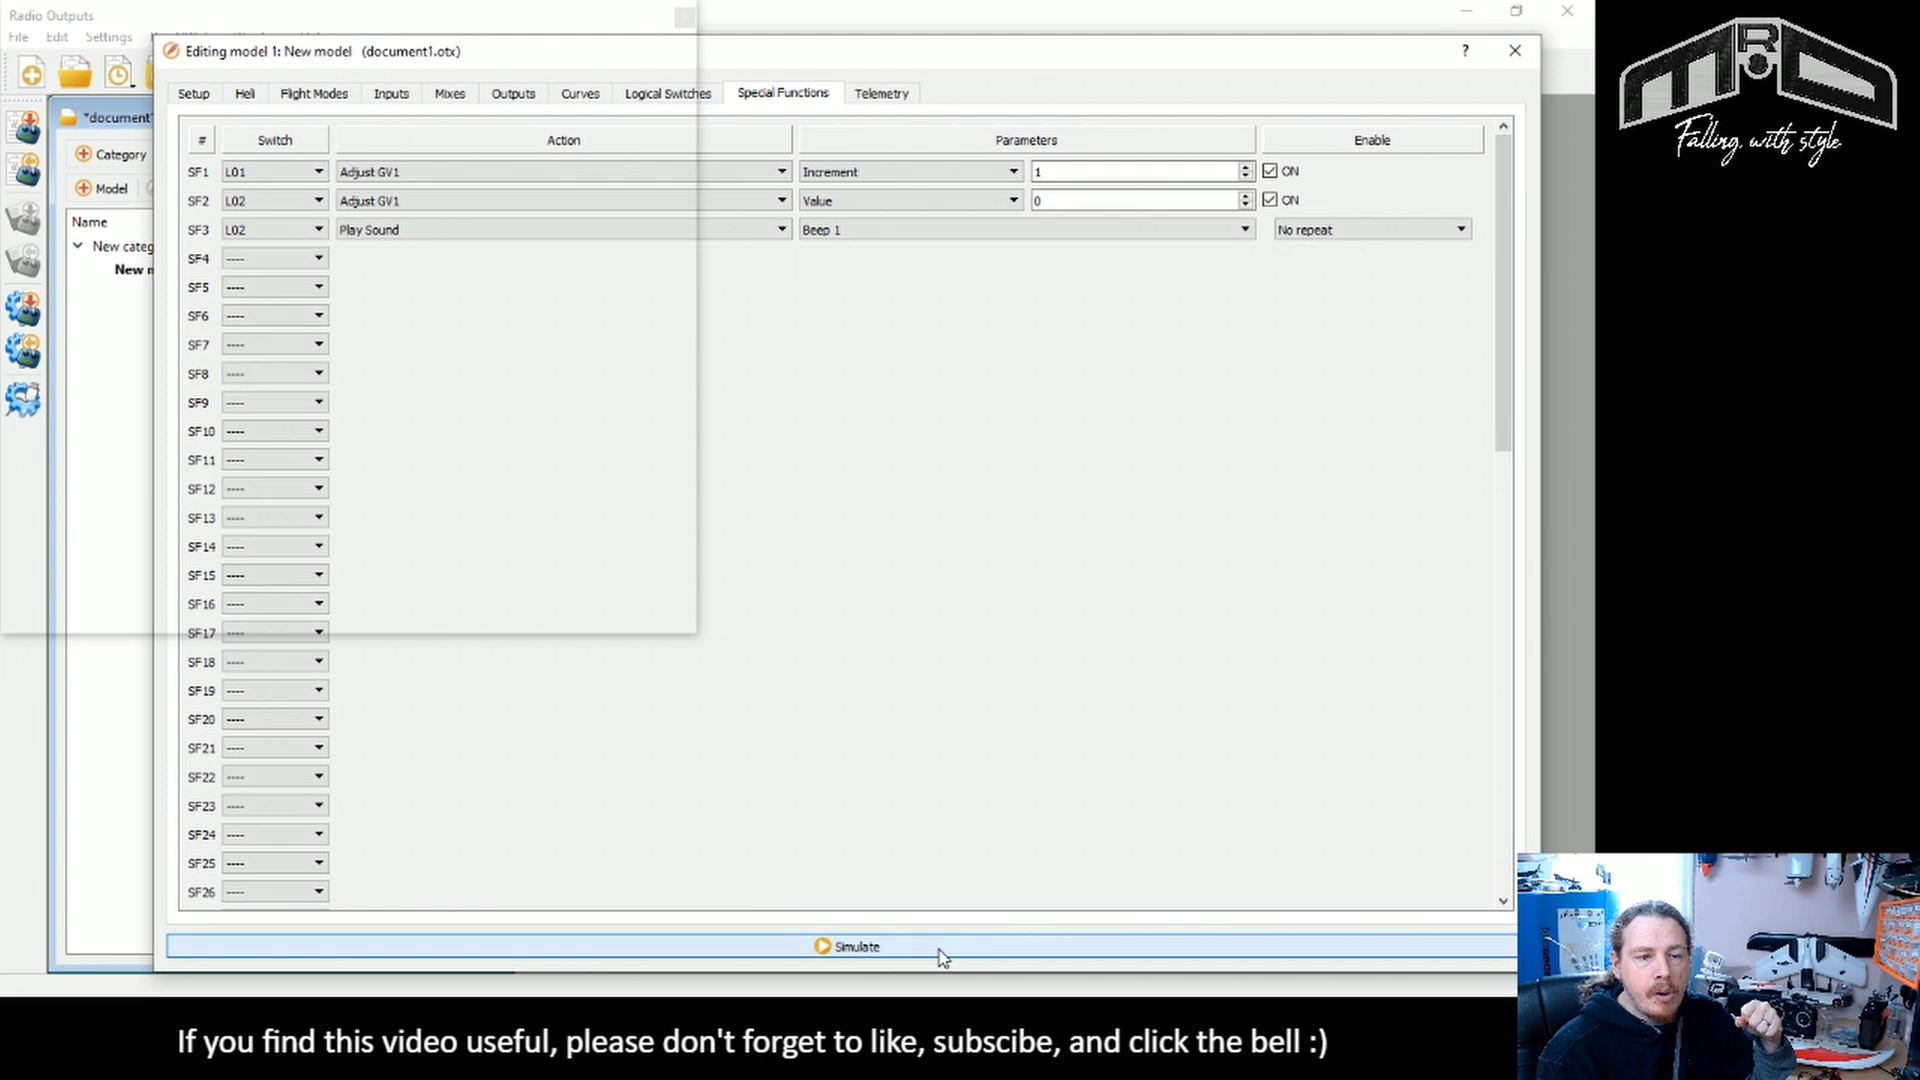 Radio Outputs
File Edit Settings
Editing model 1: New model (document1.otx)
?
Setup Heli Flight Modes Inputs Mixes Outputs Curves Logical Switches Special Functions Telemetry
*document
Category
Model
Name
New categ
New m
# Switch Action Parameters Enable
SF1 L01 Adjust GV1 Increment 1 ON
SF2 L02 Adjust GV1 Value 0 ON
SF3 L02 Play Sound Beep 1 No repeat
SF4 ----
SF5 ----
SF6 ----
SF7 ----
SF8 ----
SF9 ----
SF10 ----
SF11 ----
SF12 ----
SF13 ----
SF14 ----
SF15 ----
SF16 ----
SF17 ----
SF18 ----
SF19 ----
SF20 ----
SF21 ----
SF22 ----
SF23 ----
SF24 ----
SF25 ----
SF26 ----
Simulate
Falling with style
If you find this video useful, please don't forget to like, subscibe, and click the bell :)